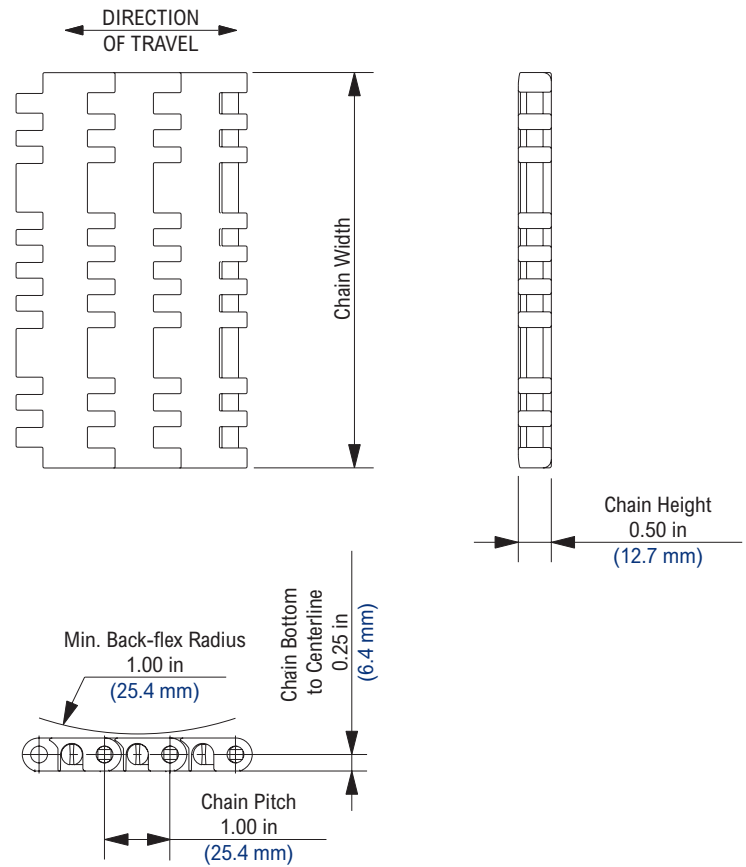 DIRECTION
OF TRAVEL
Chain Width
Chain Height
0.50 in
(12.7 mm)
Chain Bottom
to Centerline
0.25 in
(6.4 mm)
Min. Back-flex Radius
1.00 in
(25.4 mm)
Chain Pitch
1.00 in
(25.4 mm)